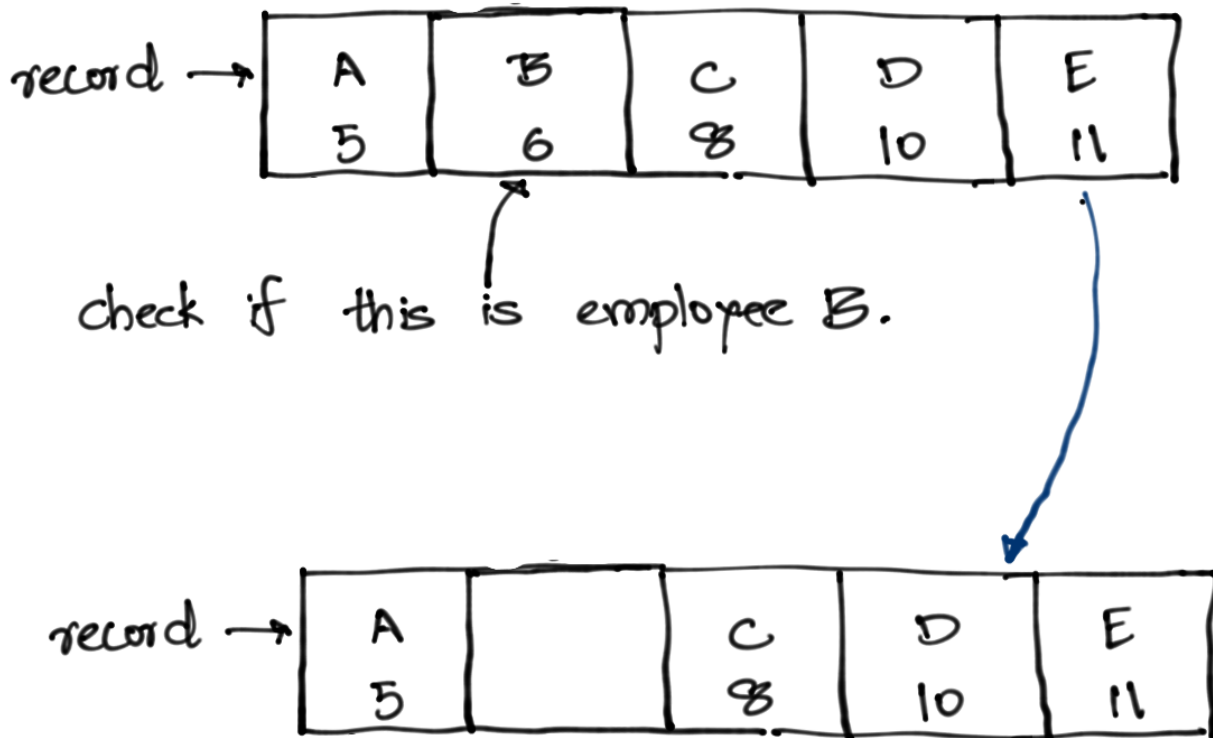 record → A B C D E
5 6 8 10 11
check if this is employee B.
record → A C D E
5 8 10 11